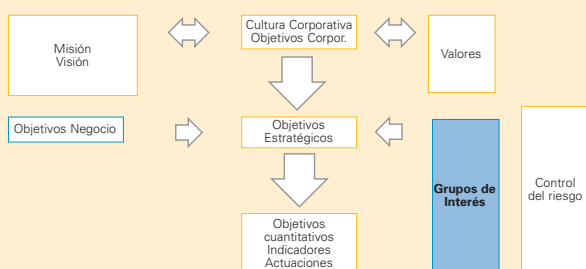 Misión
Visión
Cultura Corporativa
Objetivos Corpor.
Valores
Objetivos Negocio
Objetivos
Estratégicos
Grupos de
Interés
Control
del riesgo
Objetivos
cuantitativos
Indicadores
Actuaciones